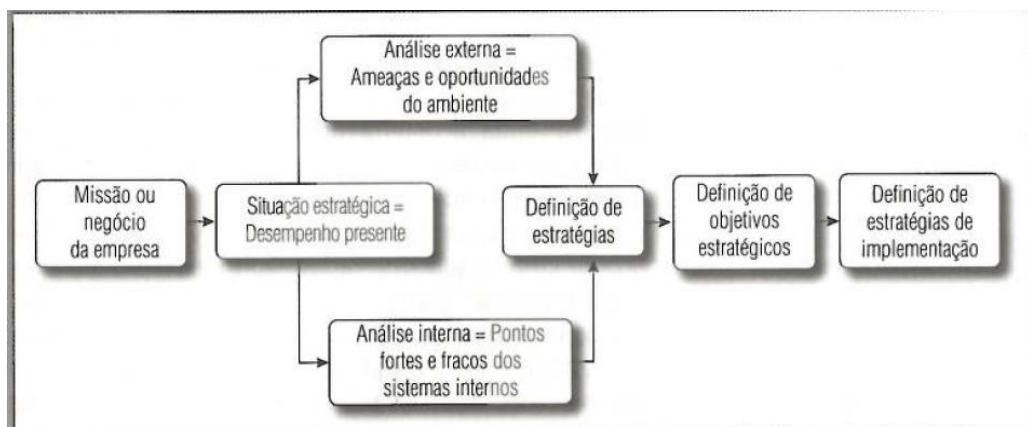 Missão ou
negócio
da empresa
Situação estratégica =
Desempenho presente
Análise externa =
Ameaças e oportunidades
do ambiente
Análise interna = Pontos
fortes e fracos dos
sistemas internos
Definição de
estratégias
Definição de
objetivos
estratégicos
Definição de
estratégias de
implementação